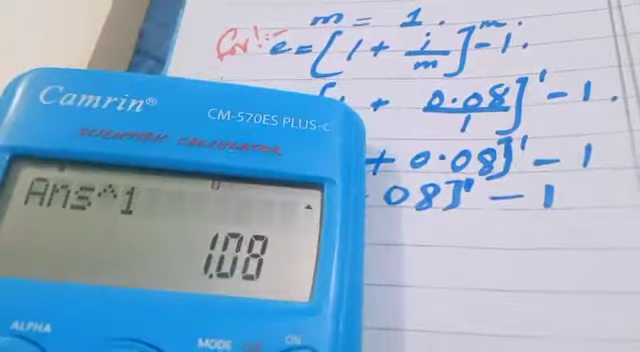 m = 1.
e = [1 + i/m]^m - 1.
+ 0.08/1]^1 - 1.
+ 0.08]^1 - 1
08]^1 - 1
Camrin®
CM-570ES PLUS-C
SCIENTIFIC CALCULATOR
Ans^1
1.08
ALPHA
MODE
ON